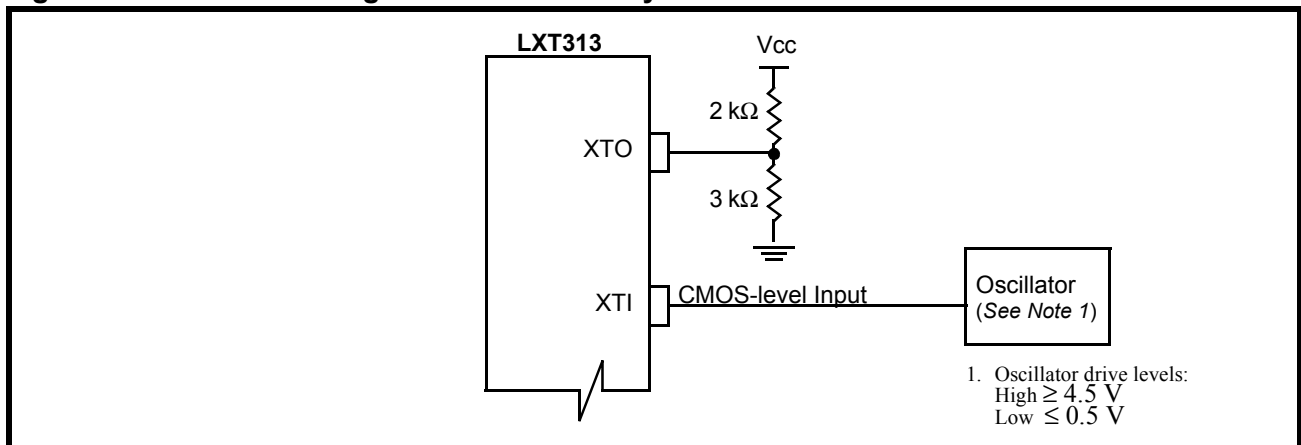 LXT313
Vcc
2 kΩ
XTO
3 kΩ
XTI
CMOS-level Input
Oscillator
(See Note 1)
1. Oscillator drive levels:
High ≥ 4.5 V
Low ≤ 0.5 V